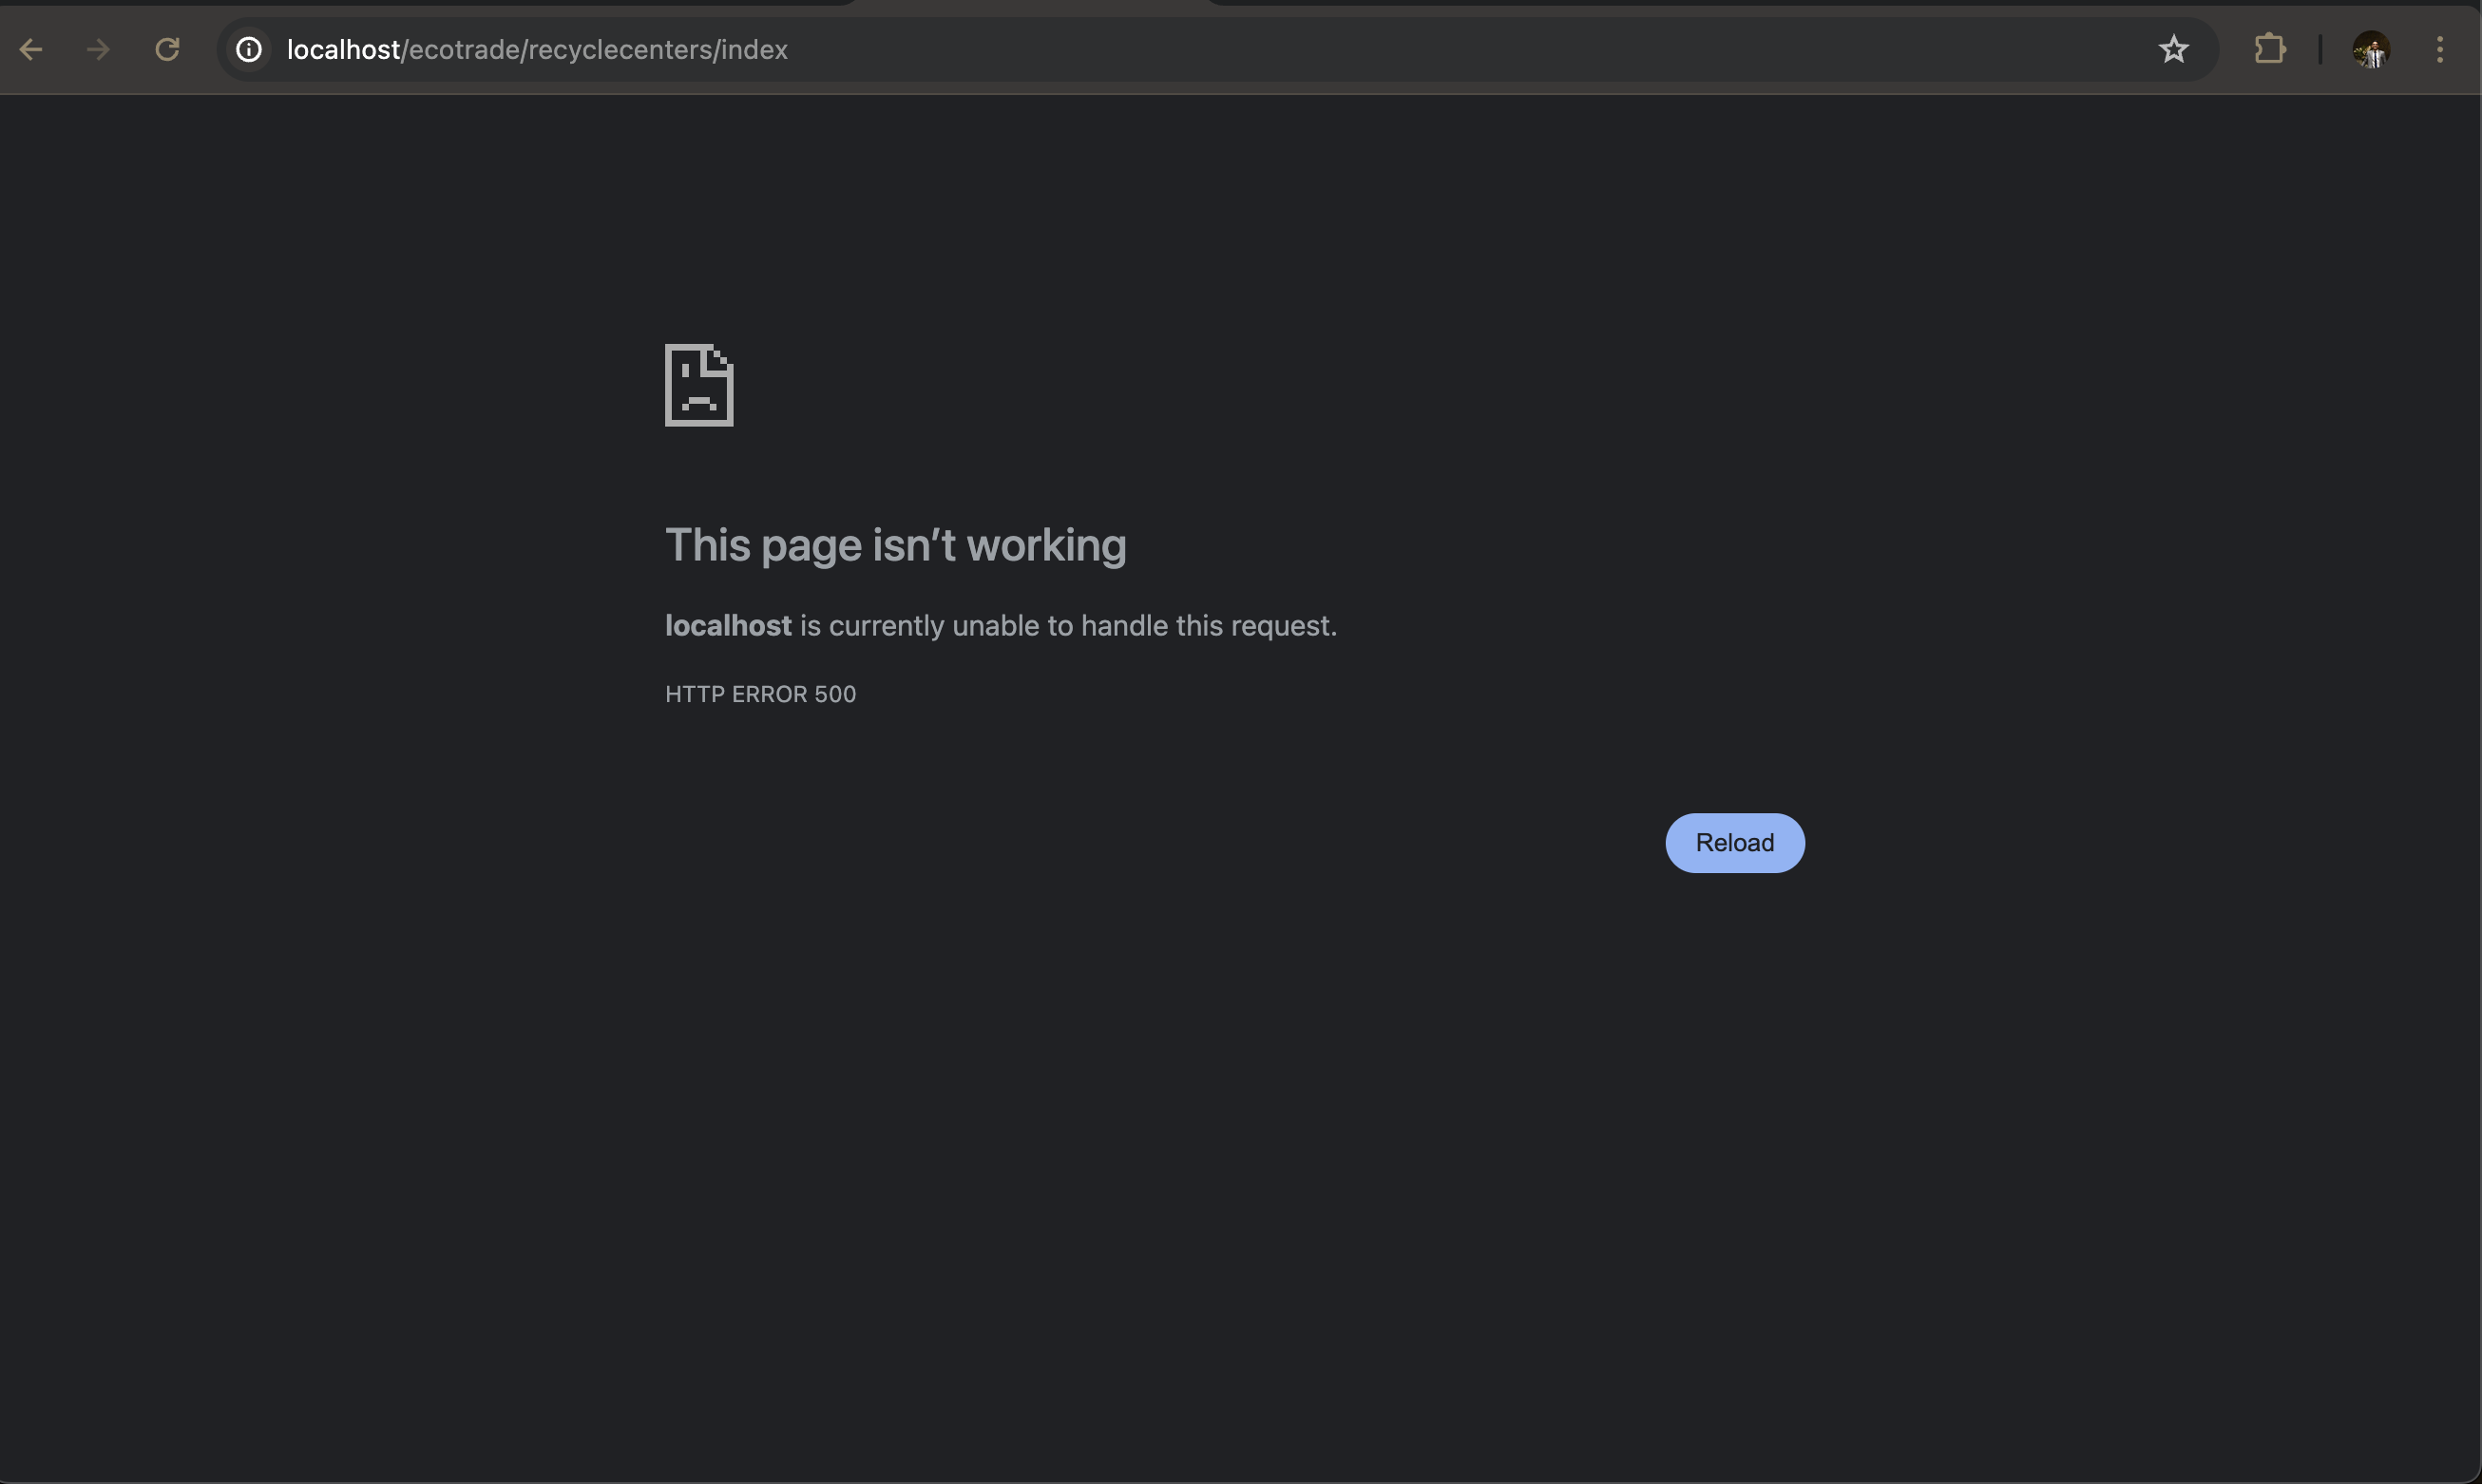 localhost/ecotrade/recyclecenters/index
This page isn’t working
localhost is currently unable to handle this request.
HTTP ERROR 500
Reload